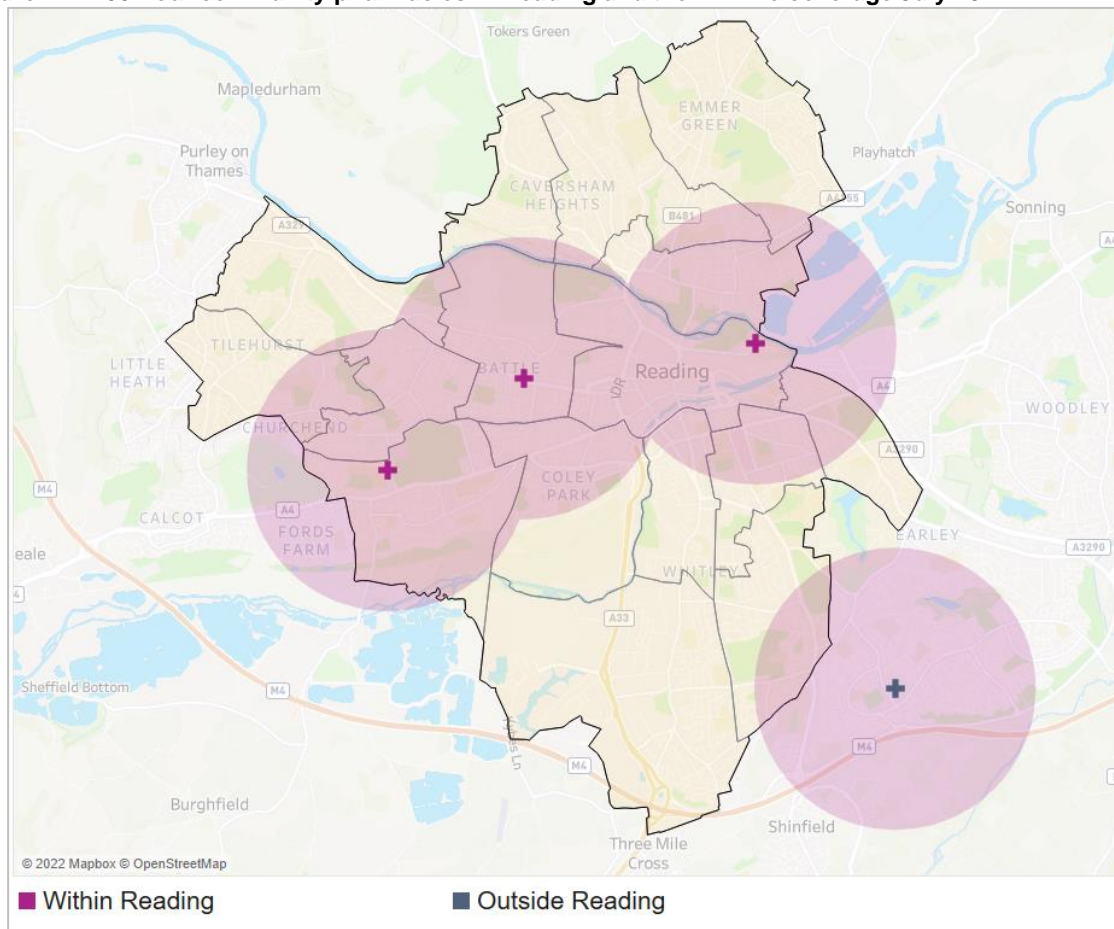 Tokers Green
Mapledurham
EMMER
GREEN
Purley on
Thames
Playhatch
CAVERSHAM
HEIGHTS
Sonning
B481
A329
A4
TILEHURST
LITTLE
HEATH
BATTLE
IDR
Reading
WOODLEY
CHURCHEND
A3290
M4
COLEY
PARK
A4
CALCOT
FORDS
FARM
EARLEY
A3290
eale
WHITLEY
A33
Sheffield Bottom
M4
M4
M4
Burghfield
Shinfield
Three Mile
Cross
© 2022 Mapbox © OpenStreetMap
Within Reading
Outside Reading